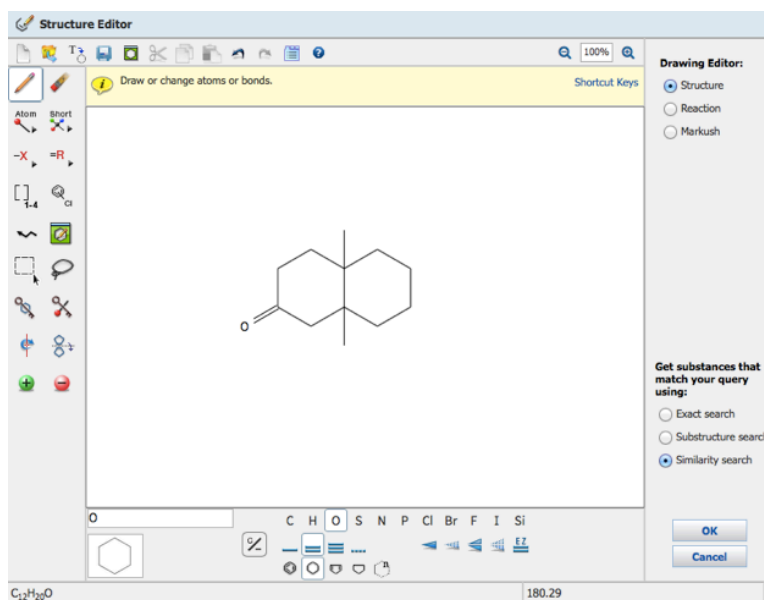 Structure Editor
100%
Draw or change atoms or bonds.
Shortcut Keys
Drawing Editor:
Structure
Reaction
Markush
Atom
Short
-X
=R
[ ]1-4
Cl
O
Get substances that
match your query
using:
Exact search
Substructure searc
Similarity search
O
C H O S N P Cl Br F I Si
EZ
OK
Cancel
C₁₂H₂₀O
180.29